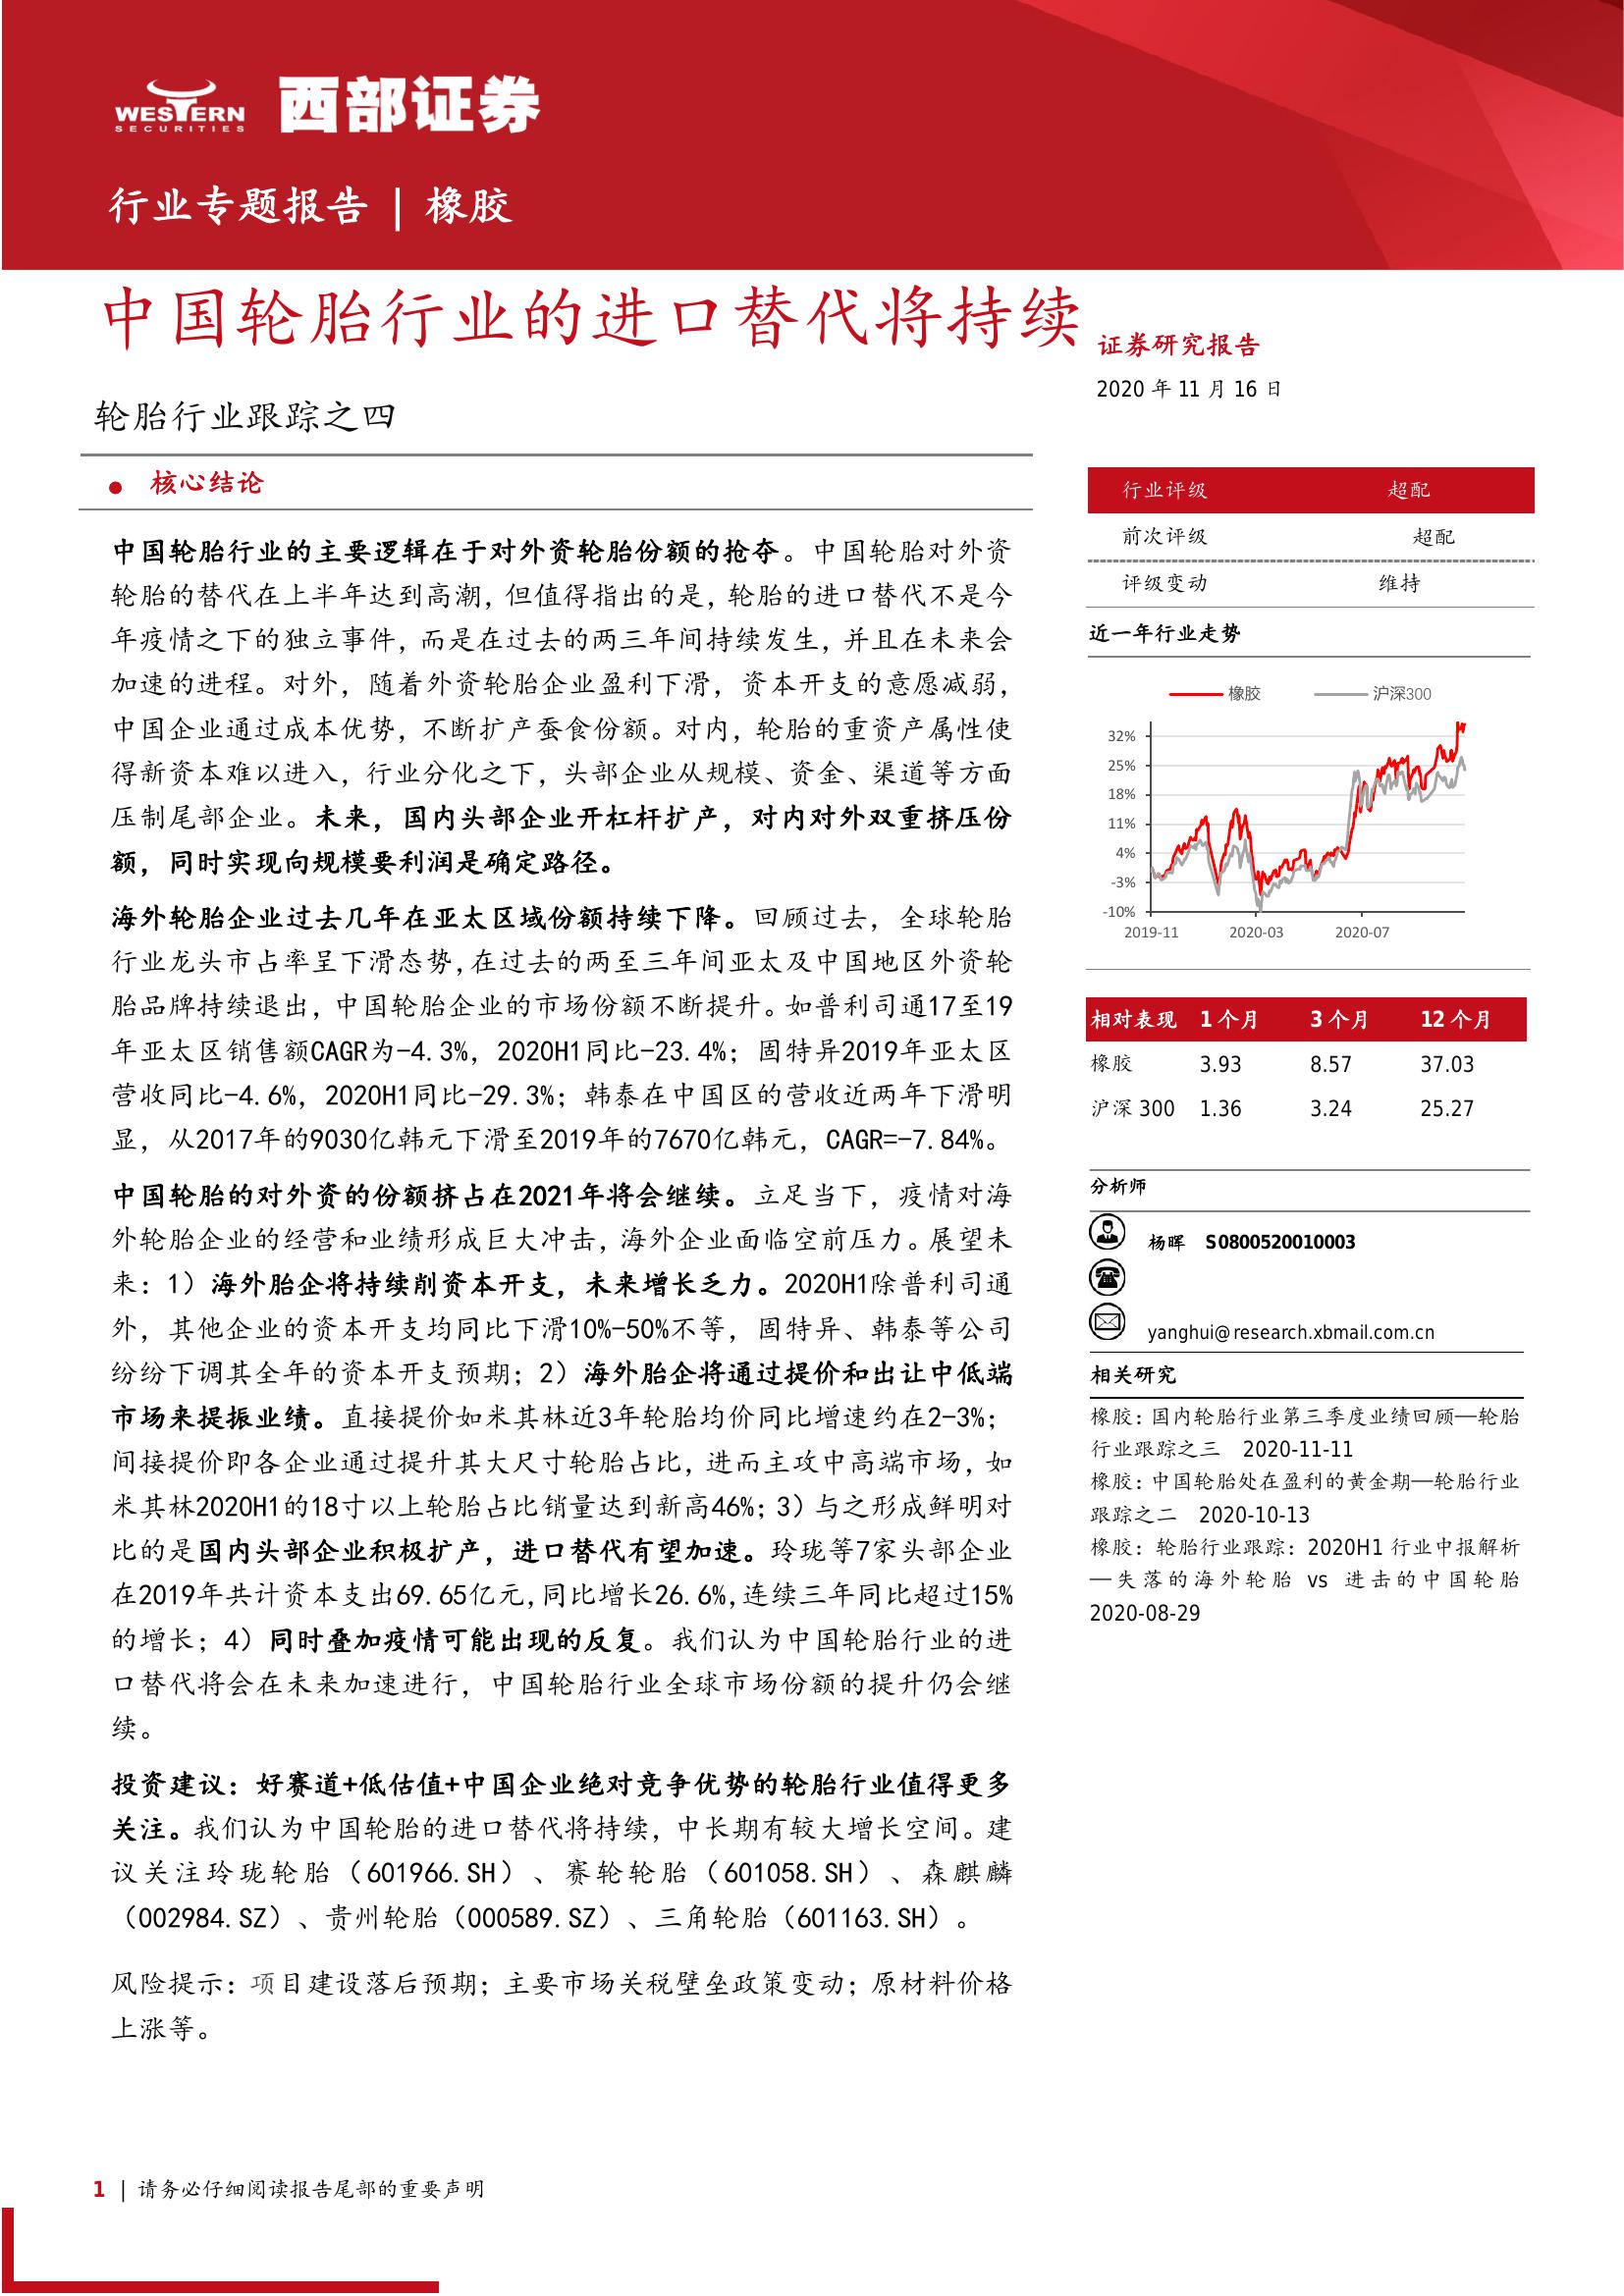 WESTERN
SECURITIES
西部证券
行业专题报告 | 橡胶
中国轮胎行业的进口替代将持续
轮胎行业跟踪之四
● 核心结论
中国轮胎行业的主要逻辑在于对外资轮胎份额的抢夺。中国轮胎对外资
轮胎的替代在上半年达到高潮，但值得指出的是，轮胎的进口替代不是今
年疫情之下的独立事件，而是在过去的两三年间持续发生，并且在未来会
加速的进程。对外，随着外资轮胎企业盈利下滑，资本开支的意愿减弱，
中国企业通过成本优势，不断扩产蚕食份额。对内，轮胎的重资产属性使
得新资本难以进入，行业分化之下，头部企业从规模、资金、渠道等方面
压制尾部企业。未来，国内头部企业开杠杆扩产，对内对外双重挤压份
额，同时实现向规模要利润是确定路径。
海外轮胎企业过去几年在亚太区域份额持续下降。回顾过去，全球轮胎
行业龙头市占率呈下滑态势，在过去的两至三年间亚太及中国地区外资轮
胎品牌持续退出，中国轮胎企业的市场份额不断提升。如普利司通17至19
年亚太区销售额CAGR为-4.3%，2020H1同比-23.4%；固特异2019年亚太区
营收同比-4.6%，2020H1同比-29.3%；韩泰在中国区的营收近两年下滑明
显，从2017年的9030亿韩元下滑至2019年的7670亿韩元，CAGR=-7.84%。
中国轮胎的对外资的份额挤占在2021年将会继续。立足当下，疫情对海
外轮胎企业的经营和业绩形成巨大冲击，海外企业面临空前压力。展望未
来：1）海外胎企将持续削资本开支，未来增长乏力。2020H1除普利司通
外，其他企业的资本开支均同比下滑10%-50%不等，固特异、韩泰等公司
纷纷下调其全年的资本开支预期；2）海外胎企将通过提价和出让中低端
市场来提振业绩。直接提价如米其林近3年轮胎均价同比增速约在2-3%；
间接提价即各企业通过提升其大尺寸轮胎占比，进而主攻中高端市场，如
米其林2020H1的18寸以上轮胎占比销量达到新高46%；3）与之形成鲜明对
比的是国内头部企业积极扩产，进口替代有望加速。玲珑等7家头部企业
在2019年共计资本支出69.65亿元，同比增长26.6%，连续三年同比超过15%
的增长；4）同时叠加疫情可能出现的反复。我们认为中国轮胎行业的进
口替代将会在未来加速进行，中国轮胎行业全球市场份额的提升仍会继
续。
投资建议：好赛道+低估值+中国企业绝对竞争优势的轮胎行业值得更多
关注。我们认为中国轮胎的进口替代将持续，中长期有较大增长空间。建
议关注玲珑轮胎（601966.SH）、赛轮轮胎（601058.SH）、森麒麟
（002984.SZ）、贵州轮胎（000589.SZ）、三角轮胎（601163.SH）。
风险提示：项目建设落后预期；主要市场关税壁垒政策变动；原材料价格
上涨等。
证券研究报告
2020 年 11 月 16 日
行业评级 超配
前次评级 超配
评级变动 维持
近一年行业走势
橡胶 沪深300
32%
25%
18%
11%
4%
-3%
-10%
2019-11 2020-03 2020-07
相对表现 1 个月 3 个月 12 个月
橡胶 3.93 8.57 37.03
沪深 300 1.36 3.24 25.27
分析师
杨晖 S0800520010003
yanghui@research.xbmail.com.cn
相关研究
橡胶：国内轮胎行业第三季度业绩回顾—轮胎
行业跟踪之三 2020-11-11
橡胶：中国轮胎处在盈利的黄金期—轮胎行业
跟踪之二 2020-10-13
橡胶：轮胎行业跟踪：2020H1 行业中报解析
—失落的海外轮胎 vs 进击的中国轮胎
2020-08-29
1 | 请务必仔细阅读报告尾部的重要声明